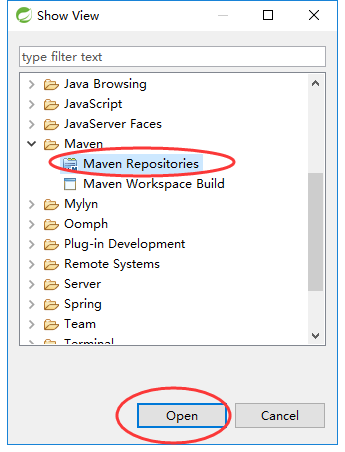 Show View
type filter text
Java Browsing
JavaScript
JavaServer Faces
Maven
Maven Repositories
Maven Workspace Build
Mylyn
Oomph
Plug-in Development
Remote Systems
Server
Spring
Team
Terminal
Open
Cancel